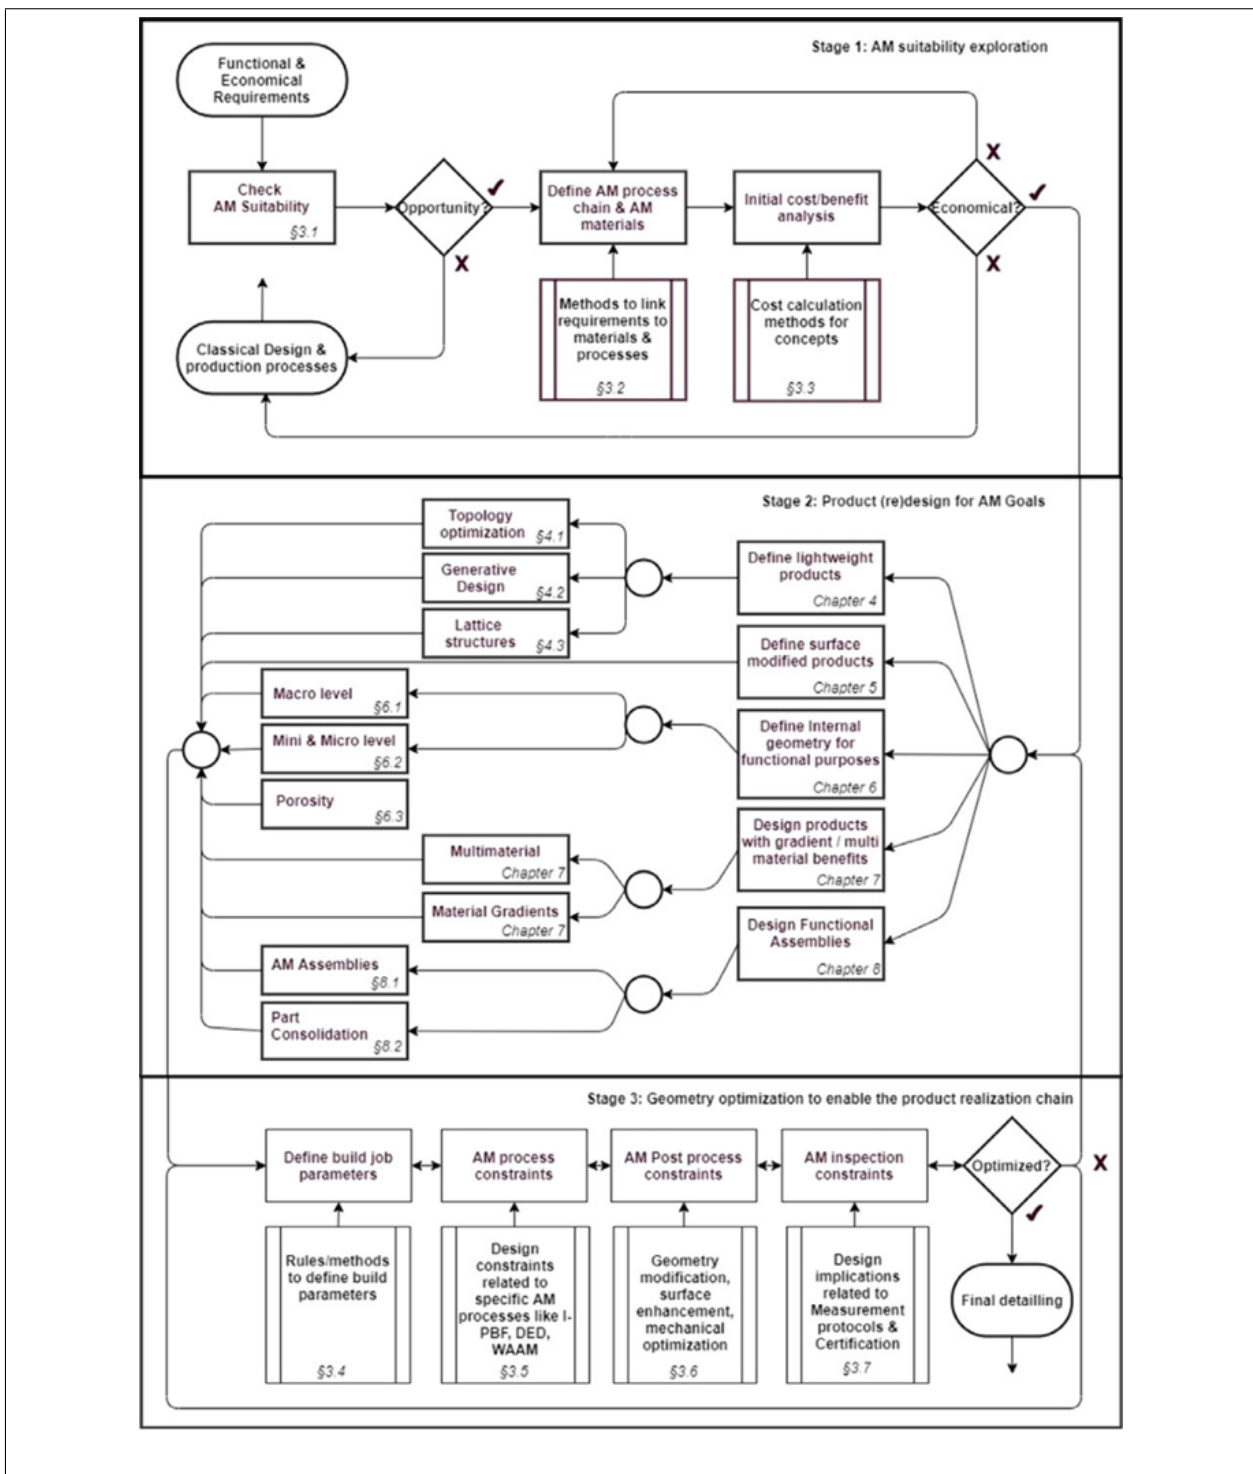 Stage 1: AM suitability exploration
Functional &
Economical
Requirements
Check
AM Suitability
§3.1
Opportunity?
✓
X
Define AM process
chain & AM
materials
Initial cost/benefit
analysis
Economical?
X
✓
X
Classical Design &
production processes
Methods to link
requirements to
materials &
processes
§3.2
Cost calculation
methods for
concepts
§3.3
Stage 2: Product (re)design for AM Goals
Topology
optimization
§4.1
Generative
Design
§4.2
Lattice
structures
§4.3
Define lightweight
products
Chapter 4
Define surface
modified products
Chapter 5
Macro level
§6.1
Mini & Micro level
§6.2
Porosity
§6.3
Define Internal
geometry for
functional purposes
Chapter 6
Multimaterial
Chapter 7
Material Gradients
Chapter 7
Design products
with gradient / multi
material benefits
Chapter 7
AM Assemblies
§8.1
Part
Consolidation
§8.2
Design Functional
Assemblies
Chapter 8
Stage 3: Geometry optimization to enable the product realization chain
Define build job
parameters
AM process
constraints
AM Post process
constraints
AM inspection
constraints
Optimized?
X
✓
Rules/methods
to define build
parameters
§3.4
Design
constraints
related to
specific AM
processes like l-
PBF, DED,
WAAM
§3.5
Geometry
modification,
surface
enhancement,
mechanical
optimization
§3.6
Design
implications
related to
Measurement
protocols &
Certification
§3.7
Final detailling